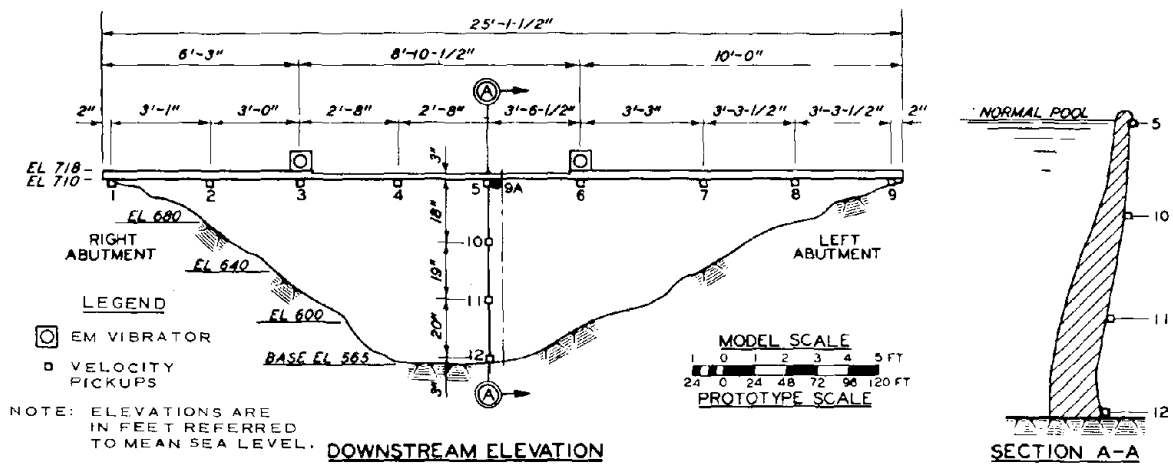 25'-1-1/2"
6'-3"
8'-10-1/2"
10'-0"
2"
3'-1"
3'-0"
2'-8"
2'-8"
3'-6-1/2"
3'-3"
3'-3-1/2"
3'-3-1/2"
2"
A
EL 718
EL 710
3"
1
2
3
4
5
9A
6
7
8
9
18"
10
19"
11
20"
12
3"
A
EL 680
EL 640
EL 600
BASE EL 565
RIGHT
ABUTMENT
LEFT
ABUTMENT
LEGEND
EM VIBRATOR
VELOCITY
PICKUPS
NOTE: ELEVATIONS ARE
IN FEET REFERRED
TO MEAN SEA LEVEL.
DOWNSTREAM ELEVATION
MODEL SCALE
1 0 1 2 3 4 5 FT
24 0 24 48 72 96 120 FT
PROTOTYPE SCALE
NORMAL POOL
5
10
11
12
SECTION A-A